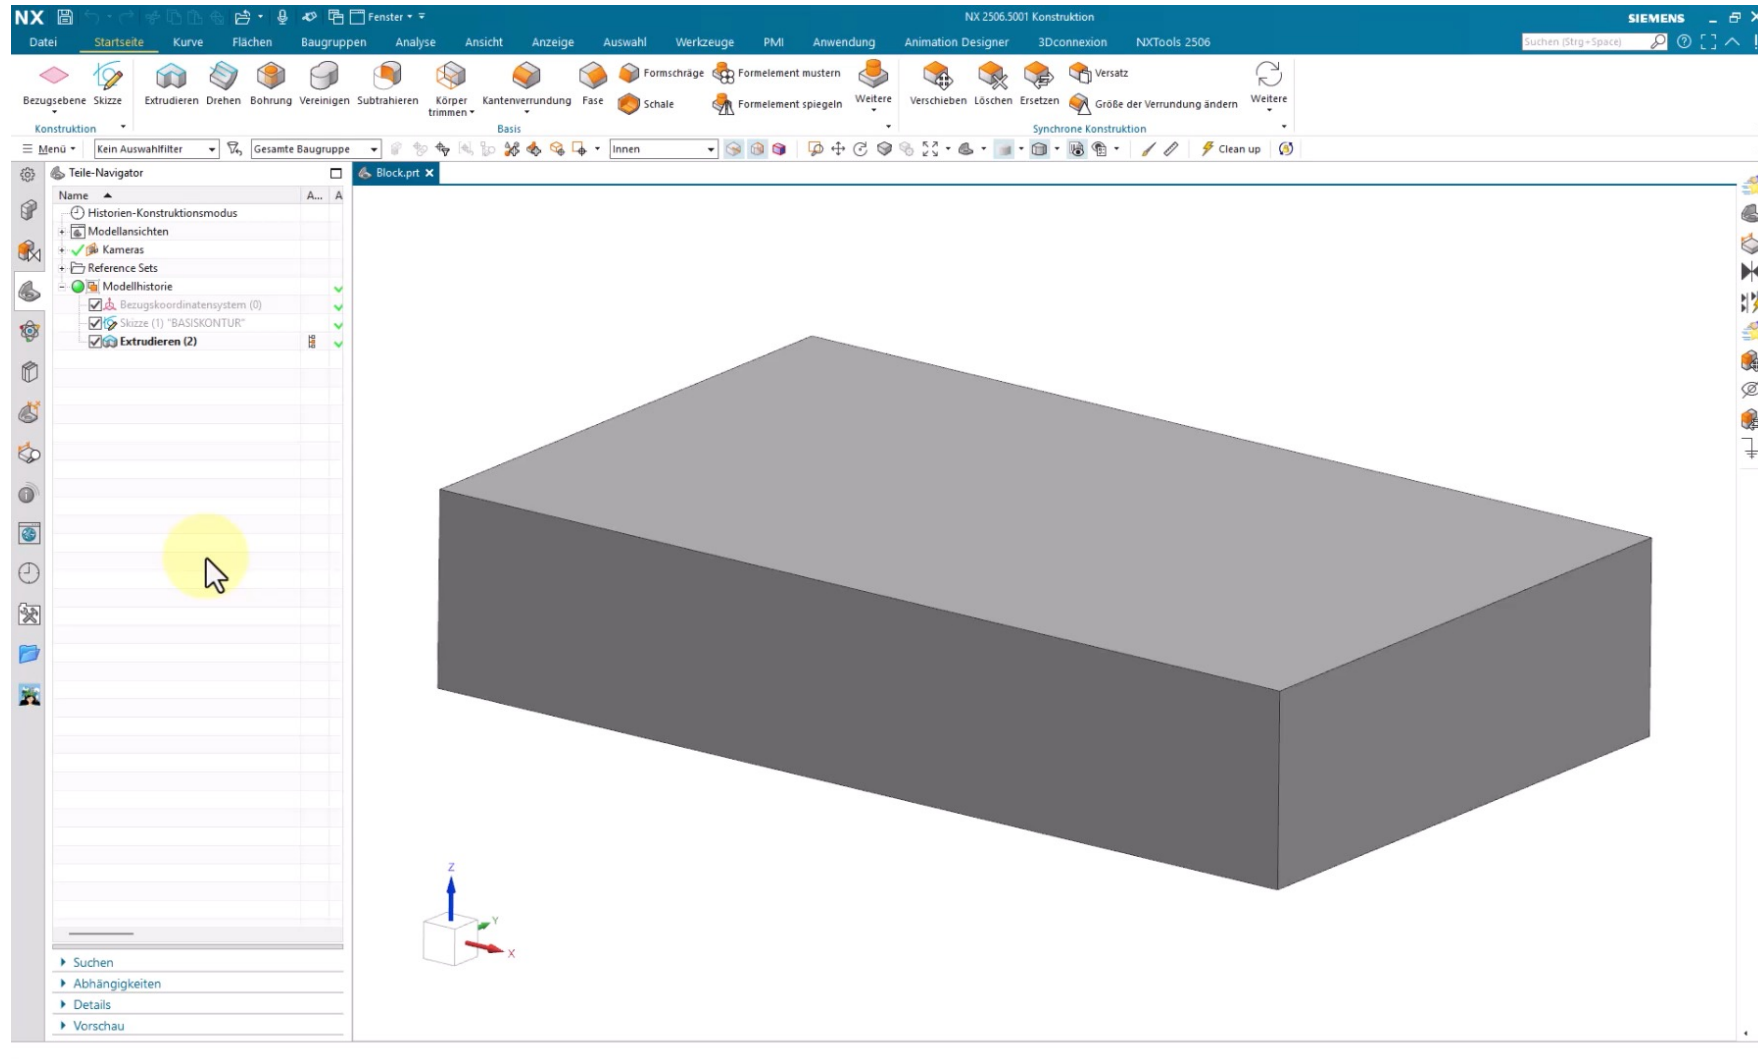 NX Fenster NX 2506.5001 Konstruktion SIEMENS
Datei Startseite Kurve Flächen Baugruppen Analyse Ansicht Anzeige Auswahl Werkzeuge PMI Anwendung Animation Designer 3Dconnexion NXTools 2506 Suchen (Strg+Space)
Bezugsebene Skizze Extrudieren Drehen Bohrung Vereinigen Subtrahieren Körper trimmen Kantenverrundung Fase Formschräge Schale Formelement mustern Formelement spiegeln Weitere Verschieben Löschen Ersetzen Versatz Größe der Verrundung ändern Weitere
Konstruktion Basis Synchrone Konstruktion
Menü Kein Auswahlfilter Gesamte Baugruppe Innen Clean up
Teile-Navigator Block.prt
Name A... A
Historien-Konstruktionsmodus
Modellansichten
Kameras
Reference Sets
Modellhistorie
Bezugskoordinatensystem (0)
Skizze (1) "BASISKONTUR"
Extrudieren (2)
Z
Y
X
Suchen
Abhängigkeiten
Details
Vorschau